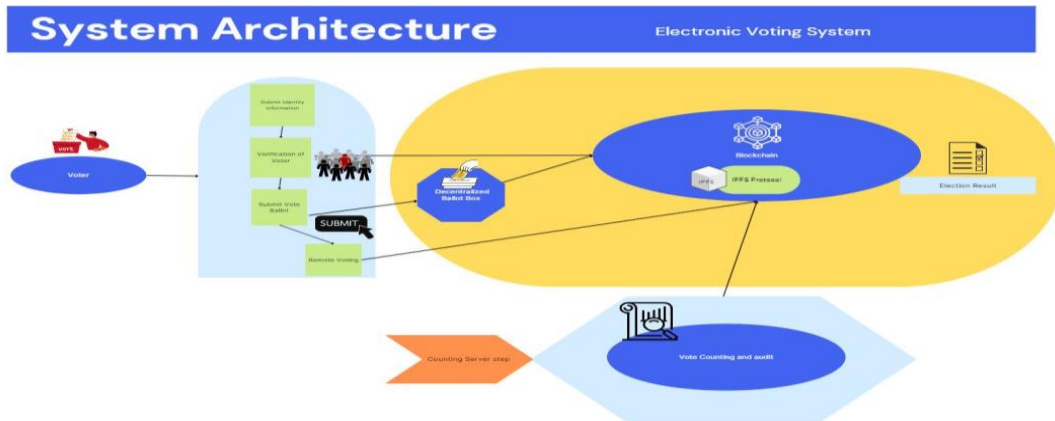 System Architecture
Electronic Voting System
Submit Identity
Information
VOTE
Voter
Verification of
Voter
Submit Vote
Ballot
SUBMIT
Remote Voting
Decentralized
Ballot Box
Blockchain
IPFS
IPFS Protocol
Election Result
Counting Server step
Vote Counting and audit